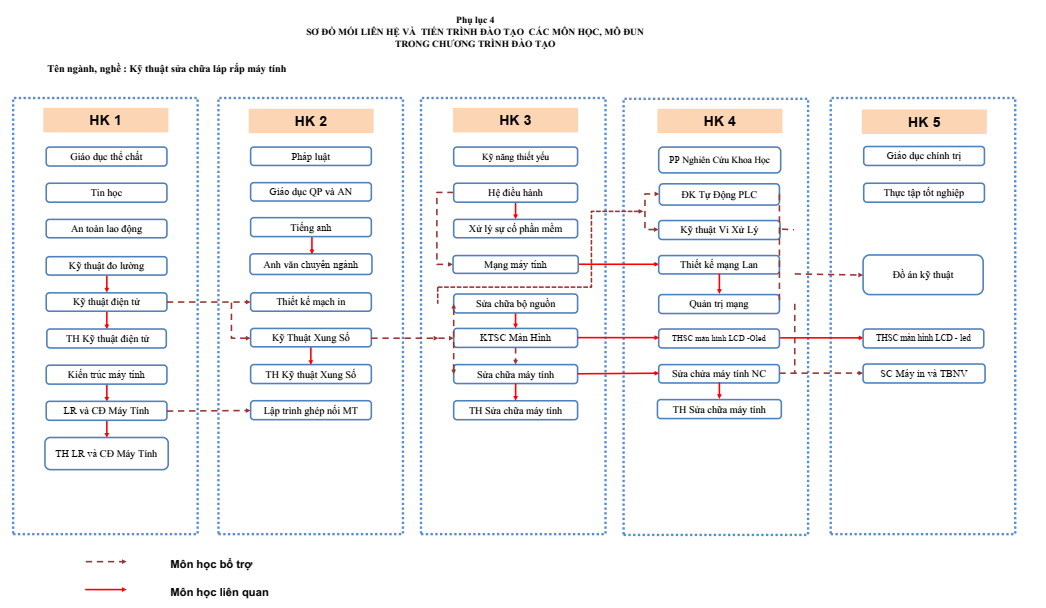 Phụ lục 4
SƠ ĐỒ MỐI LIÊN HỆ VÀ TIẾN TRÌNH ĐÀO TẠO CÁC MÔN HỌC, MÔ ĐUN
TRONG CHƯƠNG TRÌNH ĐÀO TẠO
Tên ngành, nghề : Kỹ thuật sửa chữa láp rắp máy tính
HK 1
Giáo dục thể chất
Tin học
An toàn lao động
Kỹ thuật đo lường
Kỹ thuật điện tử
TH Kỹ thuật điện tử
Kiến trúc máy tính
LR và CĐ Máy Tính
TH LR và CĐ Máy Tính
HK 2
Pháp luật
Giáo dục QP và AN
Tiếng anh
Anh văn chuyên ngành
Thiết kế mạch in
Kỹ Thuật Xung Số
TH Kỹ thuật Xung Số
Lập trình ghép nối MT
HK 3
Kỹ năng thiết yếu
Hệ điều hành
Xử lý sự cố phần mềm
Mạng máy tính
Sửa chữa bộ nguồn
KTSC Màn Hình
Sửa chữa máy tính
TH Sửa chữa máy tính
HK 4
PP Nghiên Cứu Khoa Học
ĐK Tự Động PLC
Kỹ thuật Vi Xử Lý
Thiết kế mạng Lan
Quản trị mạng
THSC màn hình LCD -Oled
Sửa chửa máy tính NC
TH Sửa chữa máy tính
HK 5
Giáo dục chính trị
Thực tập tốt nghiệp
Đồ án kỹ thuật
THSC màn hình LCD - led
SC Máy in và TBNV
Môn học bổ trợ
Môn học liên quan